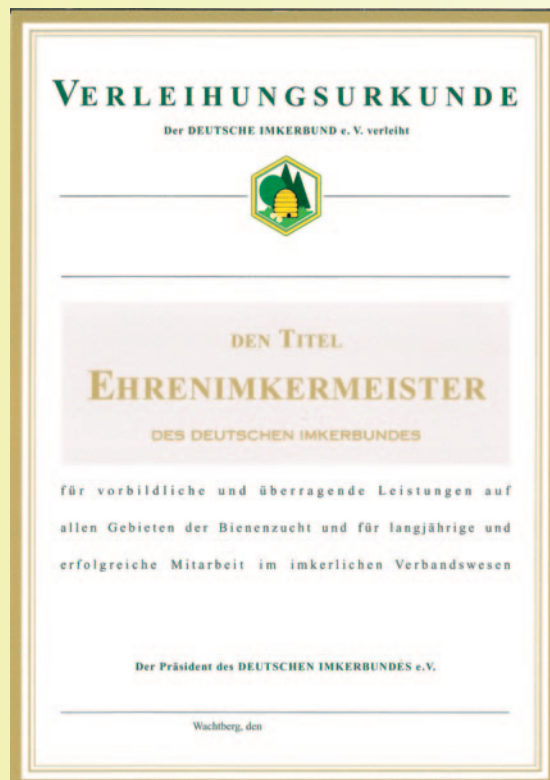 VERLEIHUNGSURKUNDE
Der DEUTSCHE IMKERBUND e. V. verleiht
DEN TITEL
EHRENIMKERMEISTER
DES DEUTSCHEN IMKERBUNDES
für vorbildliche und überragende Leistungen auf
allen Gebieten der Bienenzucht und für langjährige und
erfolgreiche Mitarbeit im imkerlichen Verbandswesen
Der Präsident des DEUTSCHEN IMKERBUNDES e.V.
Wachtberg, den